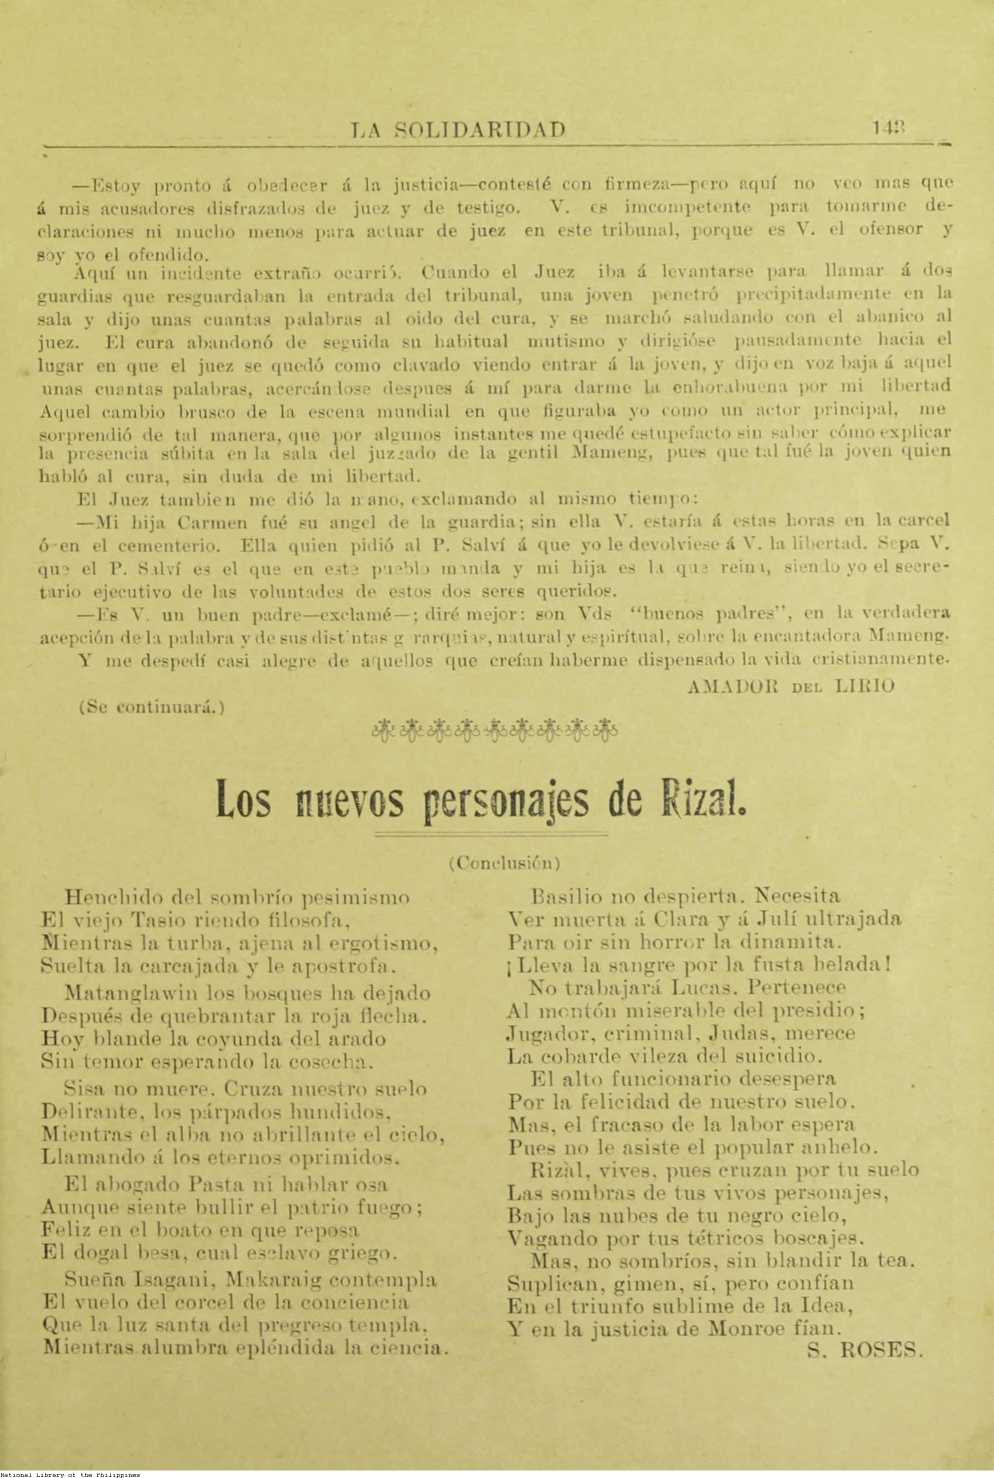 LA SOLIDARIDAD
—Estoy pronto á obedecer á la justicia—contesté con firmeza—pero aquí no veo mas que
á mis acusadores disfrazados de juez y de testigo. V. es imcompetente para tomarme de-
claraciones ni mucho menos para actuar de juez en este tribunal, porque es V. el ofensor y
soy yo el ofendido.
Aquí un incidente extraño ocurrió. Cuando el Juez iba á levantarse para llamar á dos
guardias que resguardaban la entrada del tribunal, una joven penetró precipitadamente en la
sala y dijo unas cuantas palabras al oido del cura, y se marchó saludando con el abanico al
juez. El cura abandonó de seguida su habitual mutismo y dirigióse pausadamente hacia el
lugar en que el juez se quedó como clavado viendo entrar á la joven, y dijo en voz baja á aquel
unas cuantas palabras, acercándose despues á mí para darme la enhorabuena por mi libertad
Aquel cambio brusco de la escena mundial en que figuraba yo como un actor principal, me
sorprendió de tal manera, que por algunos instantes me quedé estupefacto sin saber cómo explicar
la presencia súbita en la sala del juzgado de la gentil Mameng, pues que tal fué la joven quien
habló al cura, sin duda de mi libertad.
El Juez tambien me dió la mano, exclamando al mismo tiempo:
—Mi hija Carmen fué su angel de la guardia; sin ella V. estaría á estas horas en la carcel
ó en el cementerio. Ella quien pidió al P. Salví á que yo le devolviese á V. la libertad. Sepa V.
que el P. Salví es el que en este pueblo manda y mi hija es la que reina, siendo yo el secre-
tario ejecutivo de las voluntades de estos dos seres queridos.
—Es V. un buen padre—exclamé—; diré mejor: son Vds "buenos padres", en la verdadera
acepción de la palabra y de sus distintas g rarquias, natural y espirítual, sobre la encantadora Mameng.
Y me despedí casi alegre de aquellos que creían haberme dispensado la vida cristianamente.
AMADOR DEL LIRIO
(Se continuará.)
Los nuevos personajes de Rizal.
(Conclusión)
Henchido del sombrío pesimismo
El viejo Tasio riendo filosofa,
Mientras la turba, ajena al ergotismo,
Suelta la carcajada y le apostrofa.
Matanglawin los bosques ha dejado
Después de quebrantar la roja flecha.
Hoy blande la coyunda del arado
Sin temor esperando la cosecha.
Sisa no muere. Cruza nuestro suelo
Delirante, los párpados hundidos,
Mientras el alba no abrillante el cielo,
Llamando á los eternos oprimidos.
El abogado Pasta ni hablar osa
Aunque siente bullir el patrio fuego;
Feliz en el boato en que reposa
El dogal besa, cual esclavo griego.
Sueña Isagani, Makaraig contempla
El vuelo del corcel de la conciencia
Que la luz santa del pregreso templa,
Mientras alumbra epléndida la ciencia.
Basilio no despierta. Necesita
Ver muerta á Clara y á Julí ultrajada
Para oir sin horror la dinamita.
¡Lleva la sangre por la fusta helada!
No trabajará Lucas. Pertenece
Al montón miserable del presidio;
Jugador, criminal, Judas, merece
La cobarde vileza del suicidio.
El alto funcionario desespera
Por la felicidad de nuestro suelo.
Mas, el fracaso de la labor espera
Pues no le asiste el popular anhelo.
Rizal, vives, pues cruzan por tu suelo
Las sombras de tus vivos personajes,
Bajo las nubes de tu negro cielo,
Vagando por tus tétricos boscajes.
Mas, no sombríos, sin blandir la tea.
Suplican, gimen, sí, pero confían
En el triunfo sublime de la Idea,
Y en la justicia de Monroe fían.
S. ROSES.
National Library of the Philippines